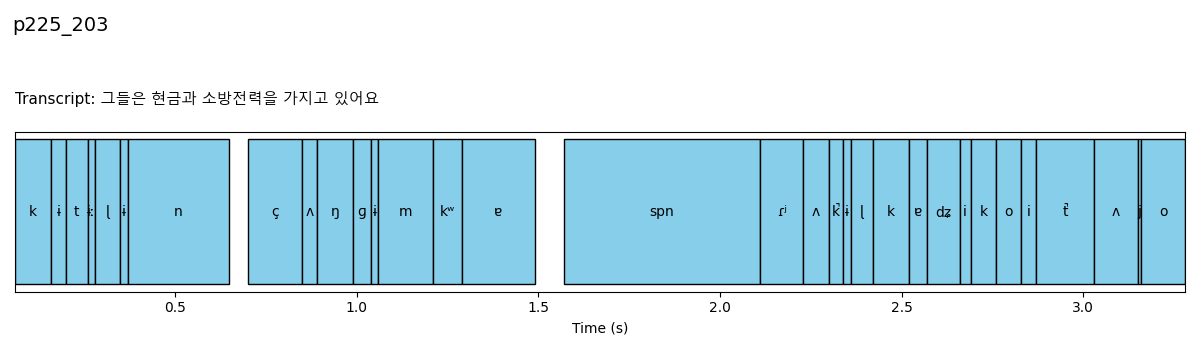 p225_203
Transcript: 그들은 현금과 소방전력을 가지고 있어요
k ɨ t ɨː ɭ ɨ n ç ʌ ŋ ɡ ɨ m kʷ ɐ spn ɾʲ ʌ k̚ ɨ ɭ k ɐ dʑ i k o i t̚ ʌ j o
0.5 1.0 1.5 2.0 2.5 3.0
Time (s)